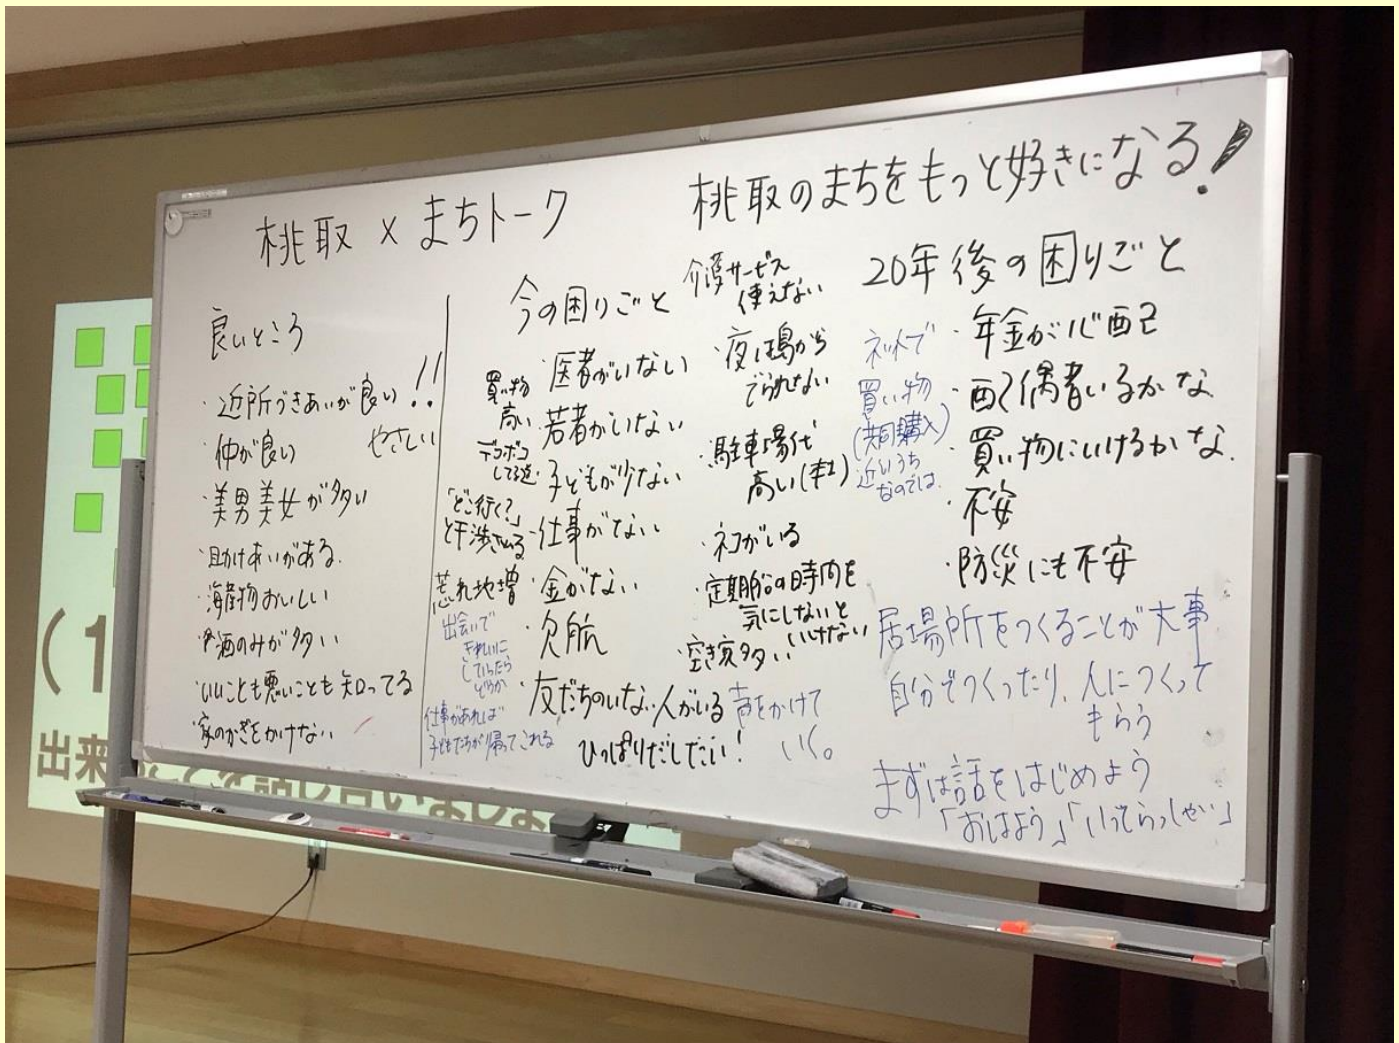 桃取 × まちトーク
桃取のまちをもっと好きになる!
良いところ
・近所づきあいが良い!!
やさしい
・仲が良い
・美男美女が多い
・助けあいがある.
・海産物おいしい
・酒のみが多い
・いいことも悪いことも知ってる
・家のかぎをかけない
今の困りごと
・医者がいない
・若者がいない
・子どもが少ない
・仕事がない
・金がない
・欠航
・友だちのいない人がいる
ひっぱりだしたい!
声をかけて
いく。
買い物
高い
デコボコ
してる道
「どこ行く?」
と干渉される
荒れ地増
出会いで
きれいに
していったら
どうか
仕事があれば
子どもたちが帰ってこれる
介護サービス
使えない
・夜は島から
でられない
・駐車場代
高い(本土)
・ネコがいる
・定期船の時間を
気にしないと
いけない
空き家多い
20年後の困りごと
・年金が心配
・配偶者いるかな
・買い物にいけるかな.
・不安
・防災にも不安
ネットで
買い物
(共同購入)
近いうち
なのでは.
居場所をつくることが大事
自分でつくったり、人につくって
もらう
まずは話をはじめよう
「おはよう」「いってらっしゃい」
(1
出来